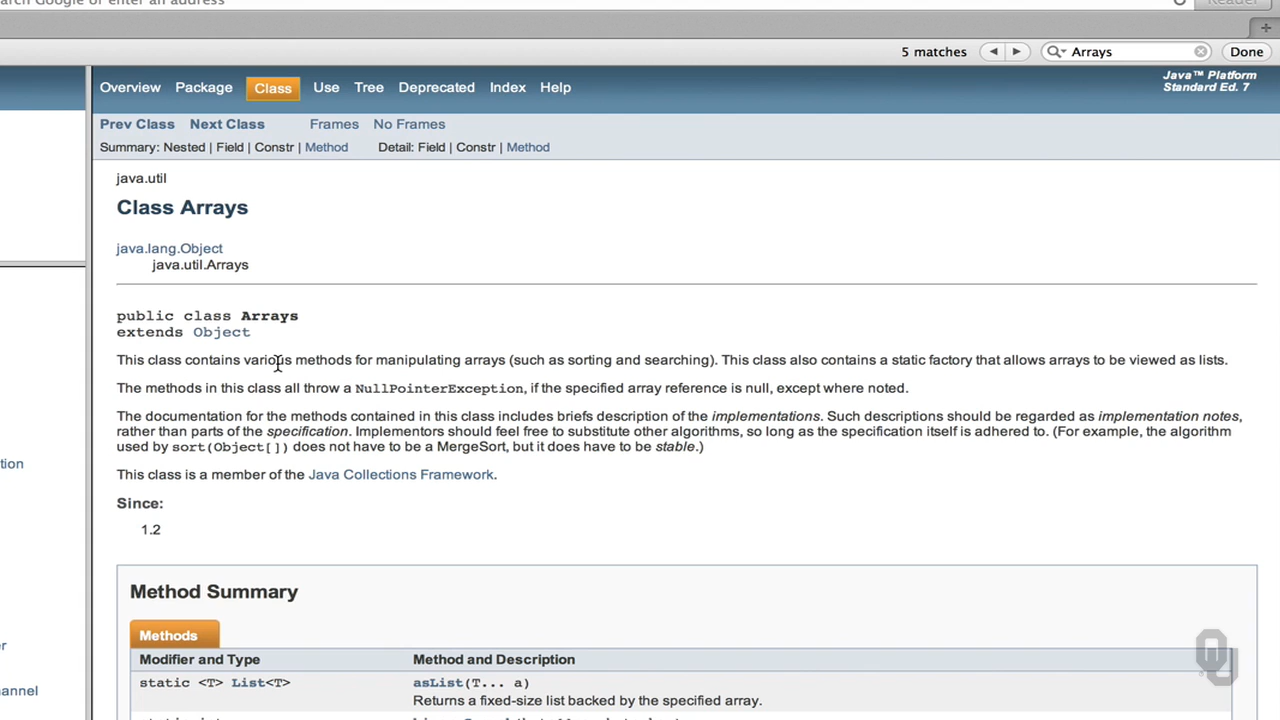 arch Google or enter an address
Reader
5 matches
Arrays
Done
Overview Package Class Use Tree Deprecated Index Help
Java™ Platform
Standard Ed. 7
Prev Class Next Class Frames No Frames
Summary: Nested | Field | Constr | Method Detail: Field | Constr | Method
java.util
Class Arrays
java.lang.Object
java.util.Arrays
public class Arrays
extends Object
This class contains various methods for manipulating arrays (such as sorting and searching). This class also contains a static factory that allows arrays to be viewed as lists.
The methods in this class all throw a NullPointerException, if the specified array reference is null, except where noted.
The documentation for the methods contained in this class includes briefs description of the implementations. Such descriptions should be regarded as implementation notes,
rather than parts of the specification. Implementors should feel free to substitute other algorithms, so long as the specification itself is adhered to. (For example, the algorithm
used by sort(Object[]) does not have to be a MergeSort, but it does have to be stable.)
tion
This class is a member of the Java Collections Framework.
Since:
1.2
Method Summary
Methods
r
Modifier and Type Method and Description
static <T> List<T> asList(T... a)
hannel
Returns a fixed-size list backed by the specified array.